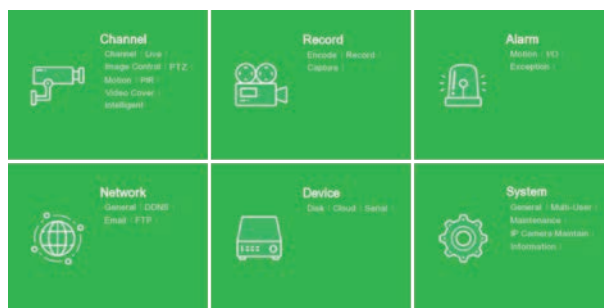 Channel
Channel | Live |
Image Control | PTZ |
Motion | PIR |
Video Cover |
Intelligent
Record
Encode | Record |
Capture |
Alarm
Motion | I/O |
Exception |
Network
General | DDNS |
Email | FTP |
Device
Disk | Cloud | Serial |
System
General | Multi-User |
Maintenance |
IP Camera Maintain |
Information |